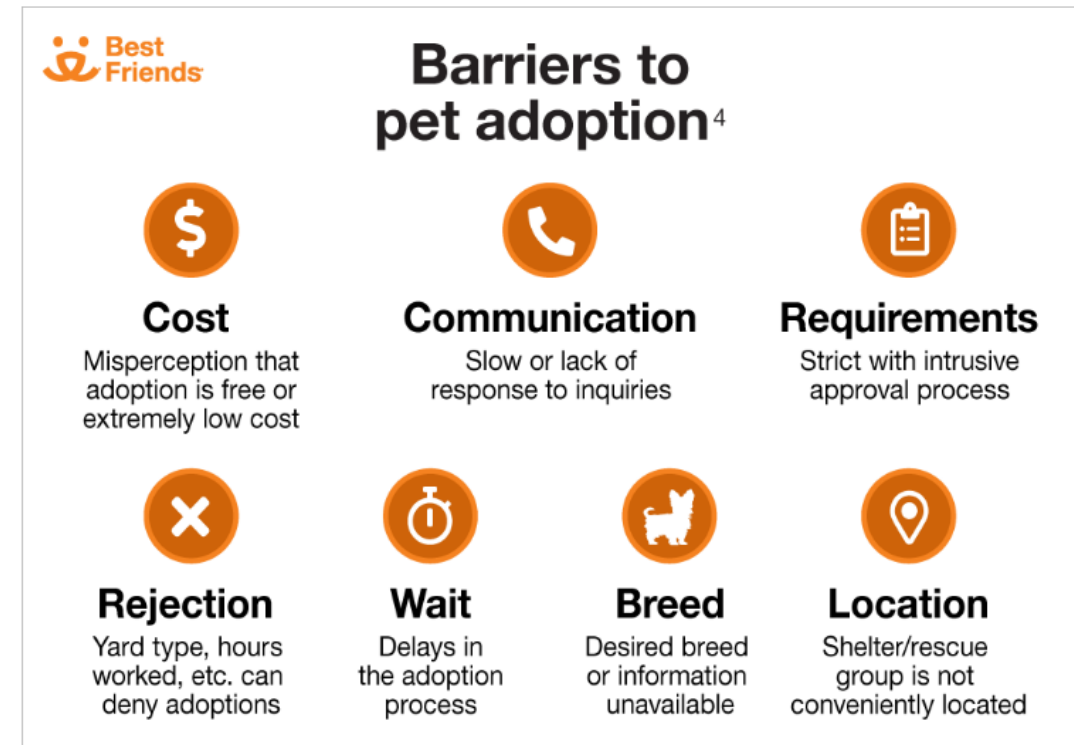 Best
Friends
Barriers to
pet adoption⁴
$
Cost
Misperception that
adoption is free or
extremely low cost
Communication
Slow or lack of
response to inquiries
Requirements
Strict with intrusive
approval process
Rejection
Yard type, hours
worked, etc. can
deny adoptions
Wait
Delays in
the adoption
process
Breed
Desired breed
or information
unavailable
Location
Shelter/rescue
group is not
conveniently located